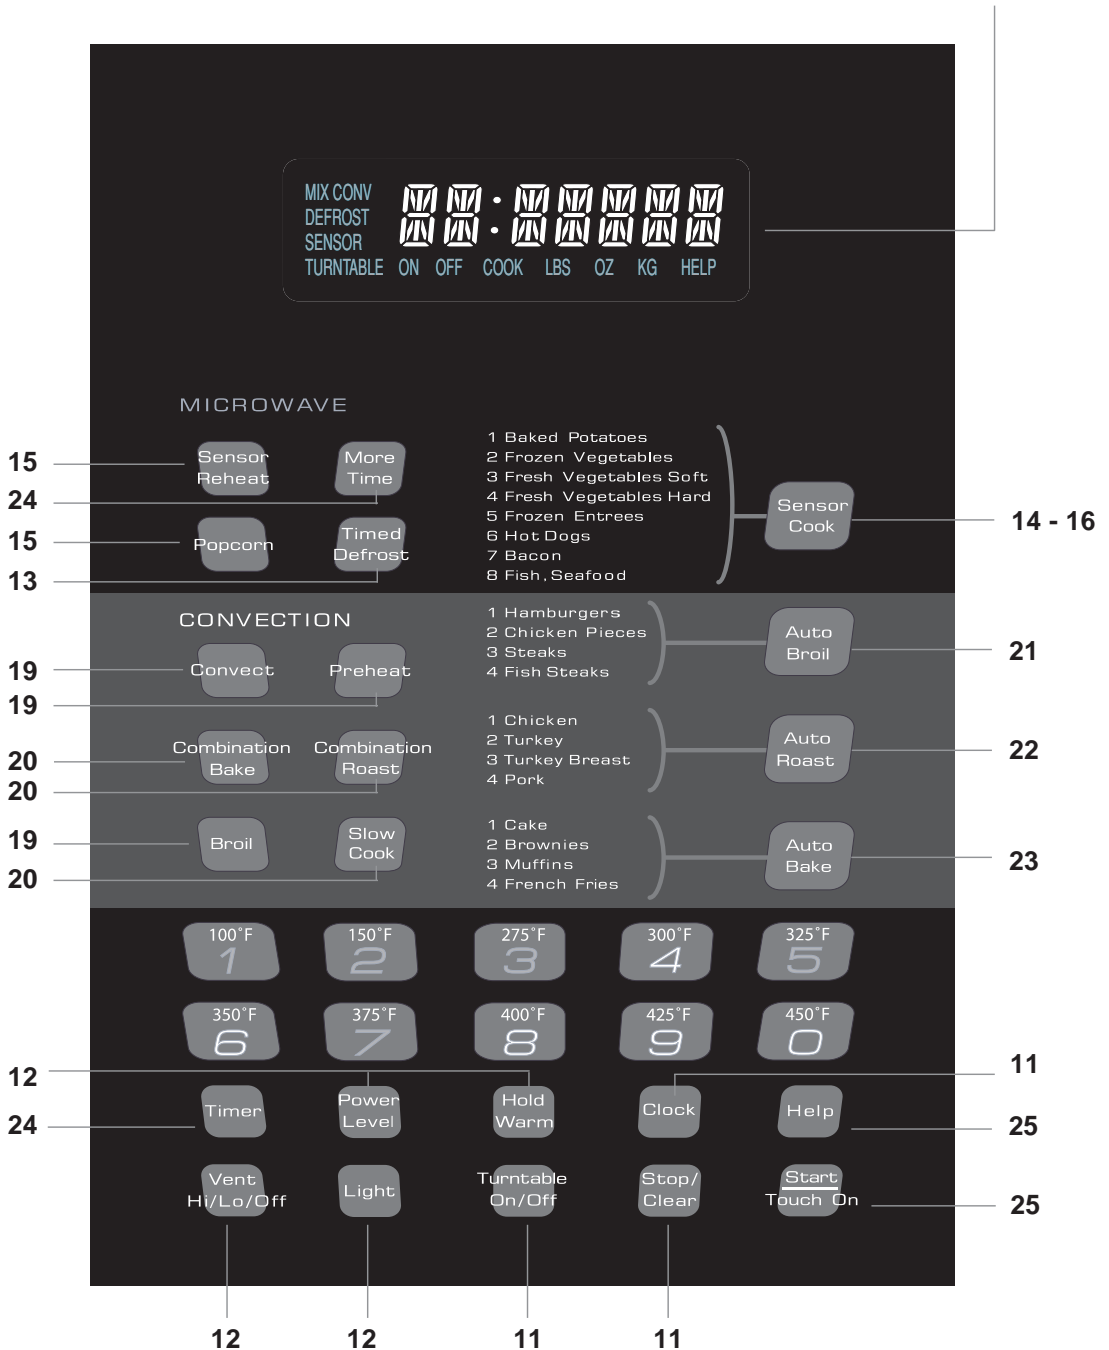 MIX CONV
DEFROST
SENSOR
TURNTABLE ON OFF COOK LBS OZ KG HELP
MICROWAVE
15
Sensor
Reheat
24
More
Time
15
Popcorn
13
Timed
Defrost
1 Baked Potatoes
2 Frozen Vegetables
3 Fresh Vegetables Soft
4 Fresh Vegetables Hard
5 Frozen Entrees
6 Hot Dogs
7 Bacon
8 Fish, Seafood
Sensor
Cook
14 - 16
CONVECTION
19
Convect
19
Preheat
1 Hamburgers
2 Chicken Pieces
3 Steaks
4 Fish Steaks
Auto
Broil
21
20
Combination
Bake
20
Combination
Roast
1 Chicken
2 Turkey
3 Turkey Breast
4 Pork
Auto
Roast
22
19
Broil
20
Slow
Cook
1 Cake
2 Brownies
3 Muffins
4 French Fries
Auto
Bake
23
100°F 150°F 275°F 300°F 325°F
1 2 3 4 5
350°F 375°F 400°F 425°F 450°F
6 7 8 9 0
12
24
Timer
Power
Level
Hold
Warm
Clock
11
Help
25
Vent
Hi/Lo/Off
Light
Turntable
On/Off
Stop/
Clear
Start
Touch On
25
12 12 11 11